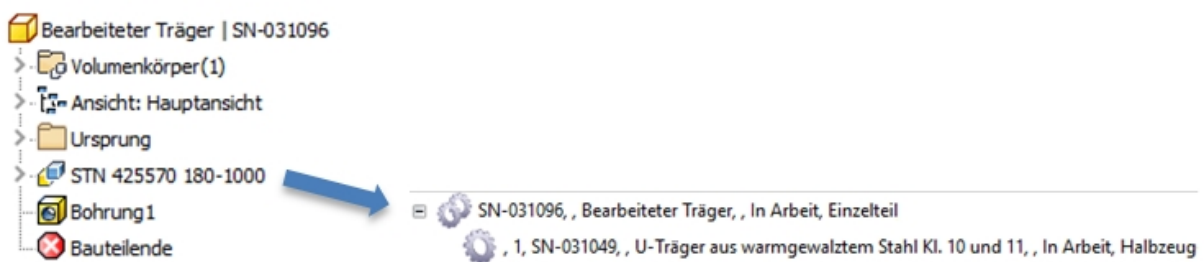 Bearbeiteter Träger | SN-031096
Volumenkörper(1)
Ansicht: Hauptansicht
Ursprung
STN 425570 180-1000
Bohrung1
Bauteilende
SN-031096, , Bearbeiteter Träger, , In Arbeit, Einzelteil
, 1, SN-031049, , U-Träger aus warmgewalztem Stahl Kl. 10 und 11, , In Arbeit, Halbzeug